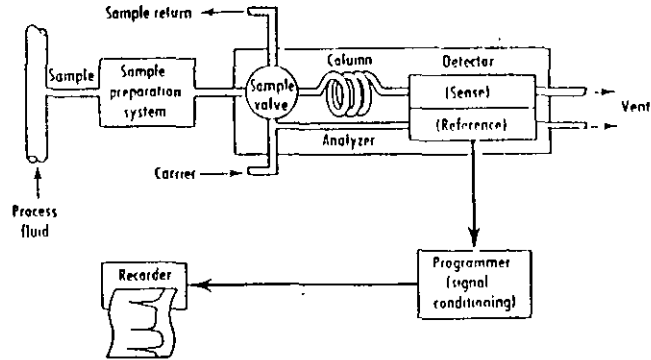 Sample return
Sample
Sample
preparation
system
Sample
valve
Column
Detector
(Sense)
(Reference)
Vent
Analyzer
Carrier
Process
fluid
Programmer
(signal
conditioning)
Recorder